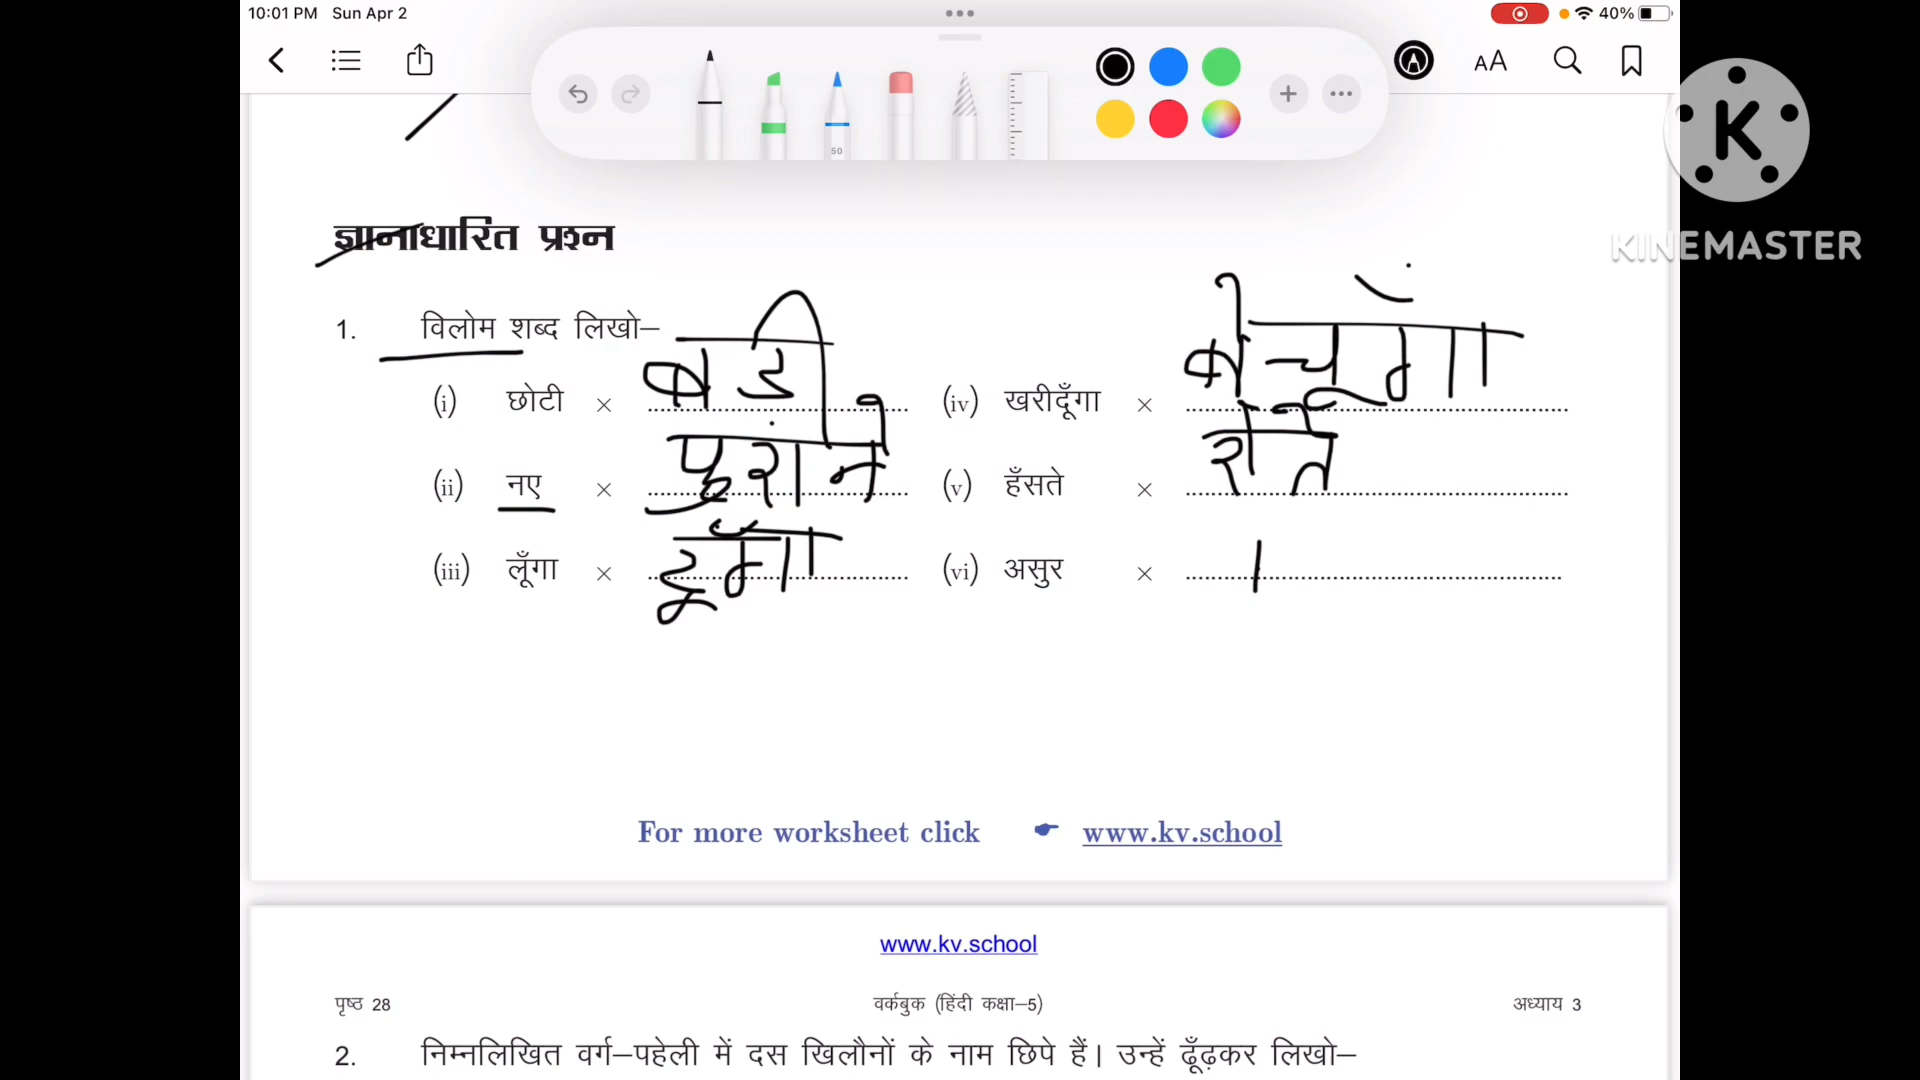 10:01 PM Sun Apr 2
40%
50
AA
K
KINEMASTER
ज्ञानाधारित प्रश्न
1. विलोम शब्द लिखो–
(i) छोटी × बडी
(iv) खरीदूँगा × बेचूँगा
(ii) नए × पुराने
(v) हँसते × रोते
(iii) लूँगा × दूँगा
(vi) असुर ×
For more worksheet click www.kv.school
www.kv.school
पृष्ठ 28 वर्कबुक (हिंदी कक्षा–5) अध्याय 3
2. निम्नलिखित वर्ग–पहेली में दस खिलौनों के नाम छिपे हैं। उन्हें ढूँढ़कर लिखो–